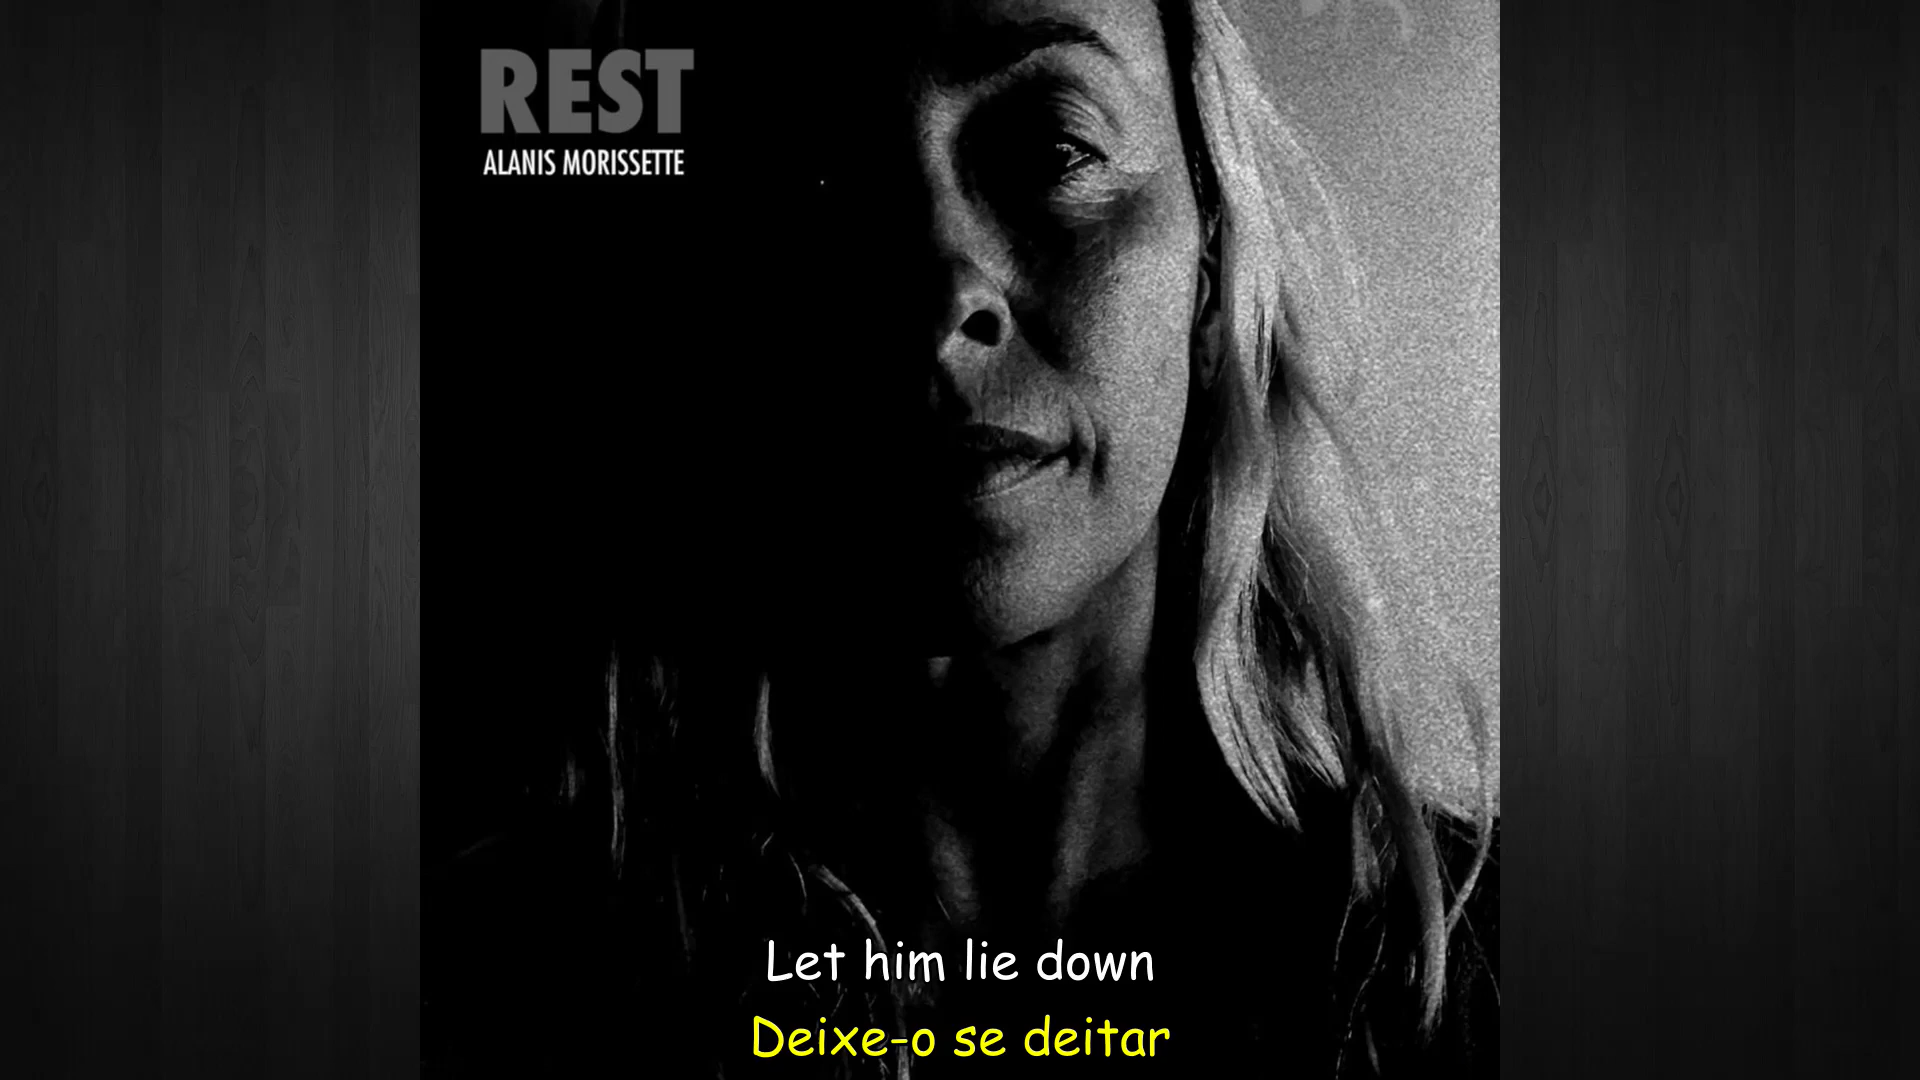 REST
ALANIS MORISSETTE
Let him lie down
Deixe-o se deitar